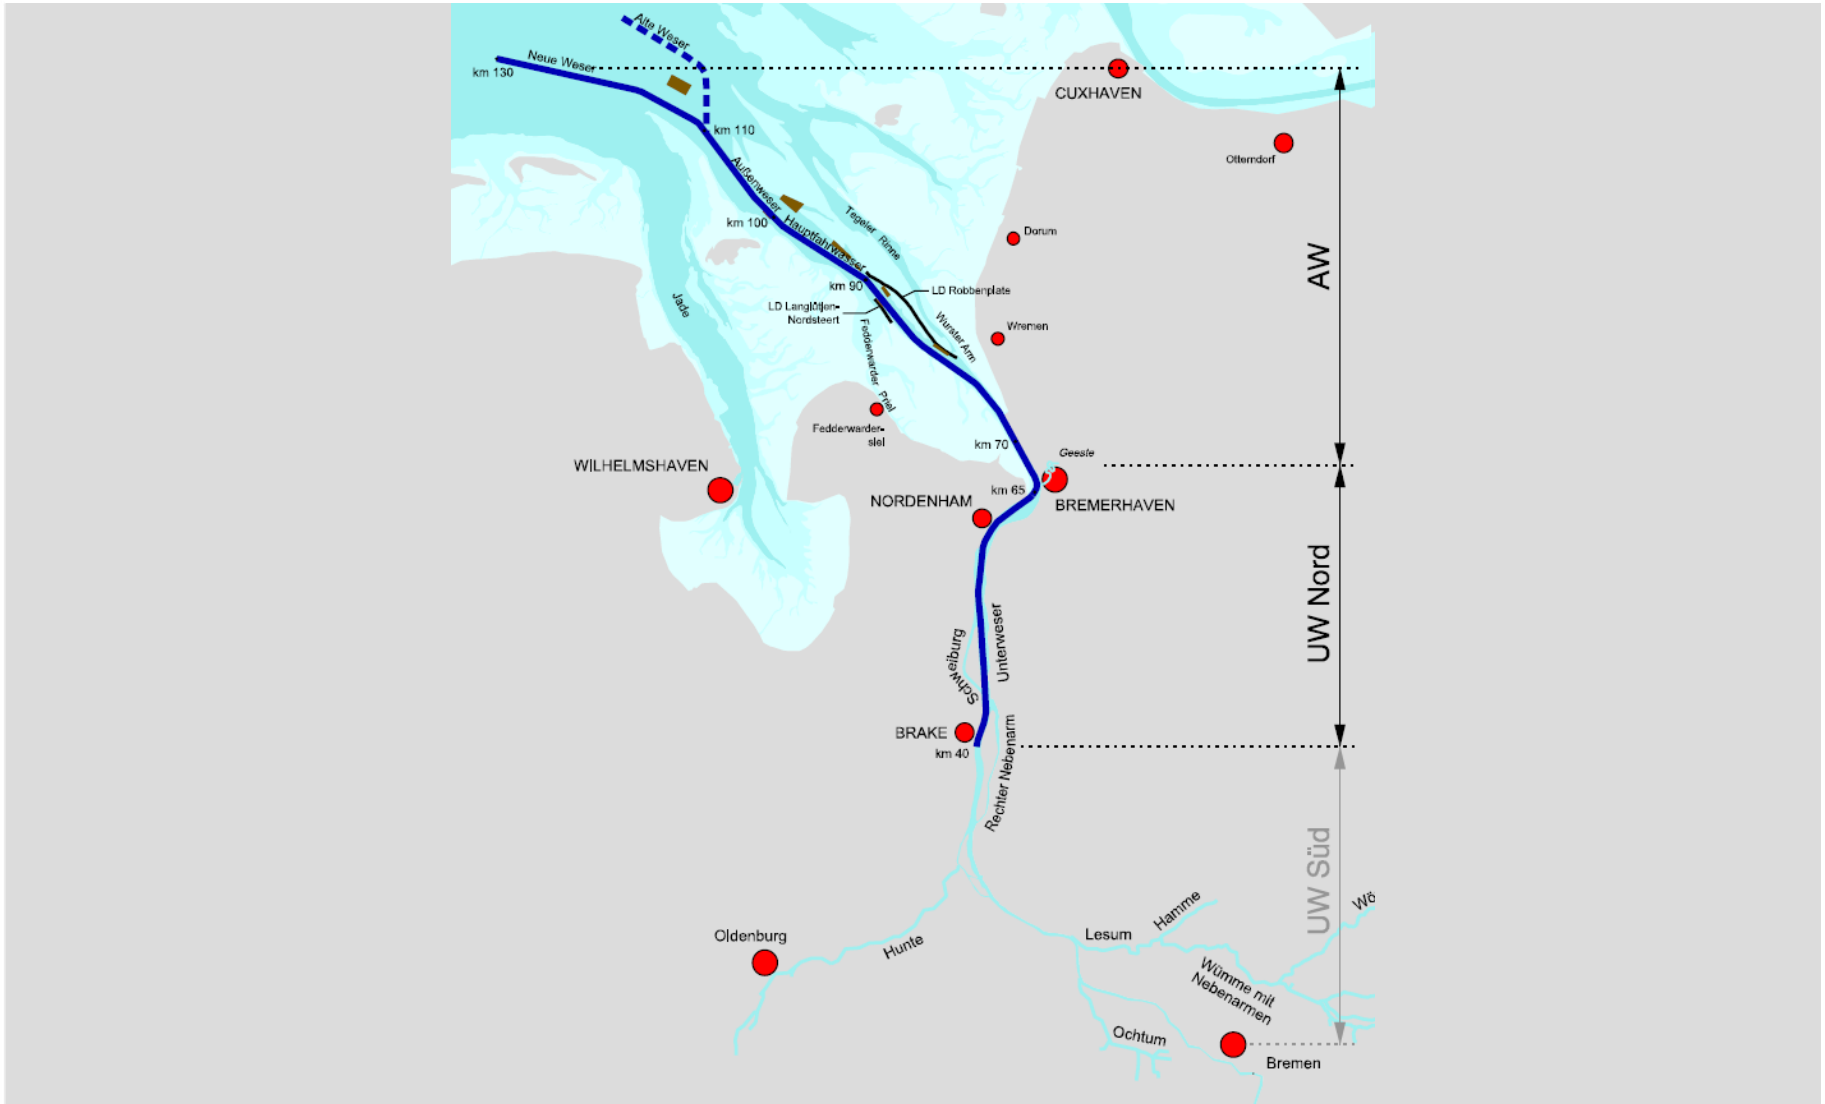 Alte Weser
Neue Weser
km 130
CUXHAVEN
km 110
Otterndorf
Außenweser
km 100
Hauptfahrwasser
Tegeler Rinne
Dorum
AW
km 90
LD Robbenplate
LD Langlütjen-
Nordsteert
Jade
Wurster Arm
Wremen
Fedderwarder Priel
Fedderwarder-
siel
km 70
Geeste
WILHELMSHAVEN
km 65
NORDENHAM
BREMERHAVEN
UW Nord
Schweiburg
Unterweser
BRAKE
km 40
Rechter Nebenarm
UW Süd
Wö
Hamme
Lesum
Oldenburg
Hunte
Wümme mit
Nebenarmen
Ochtum
Bremen